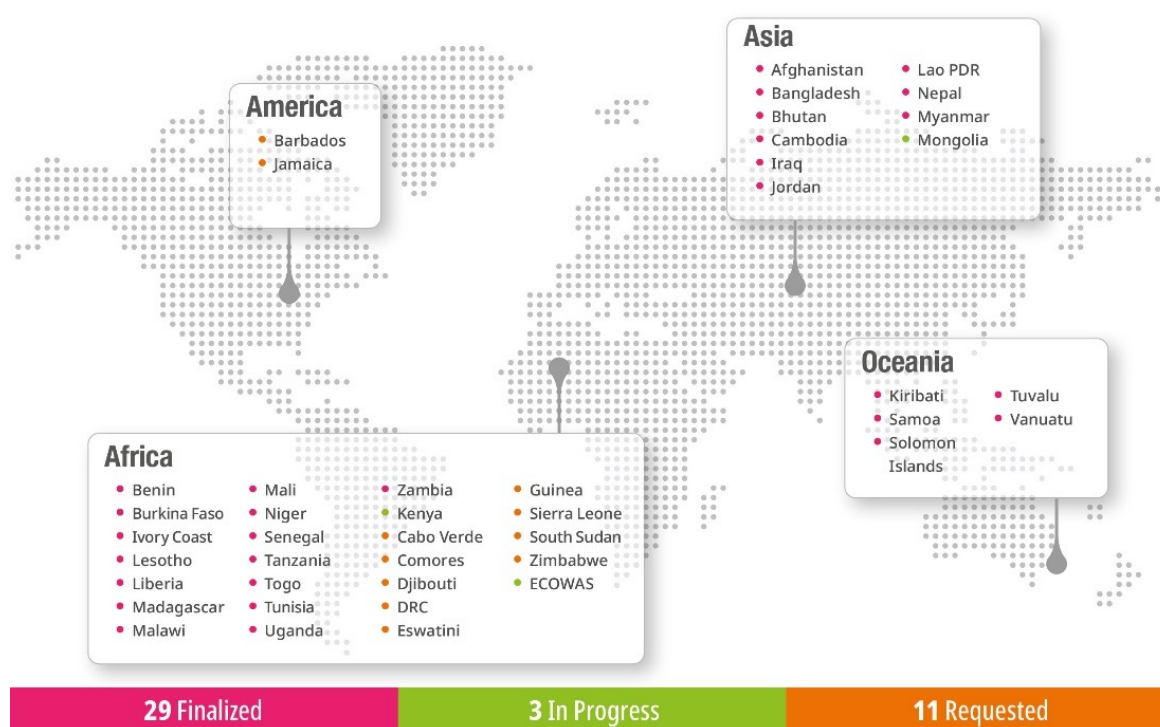 America
Barbados
Jamaica
Asia
Afghanistan
Bangladesh
Bhutan
Cambodia
Iraq
Jordan
Lao PDR
Nepal
Myanmar
Mongolia
Oceania
Kiribati
Samoa
Solomon
Islands
Tuvalu
Vanuatu
Africa
Benin
Burkina Faso
Ivory Coast
Lesotho
Liberia
Madagascar
Malawi
Mali
Niger
Senegal
Tanzania
Togo
Tunisia
Uganda
Zambia
Kenya
Cabo Verde
Comores
Djibouti
DRC
Eswatini
Guinea
Sierra Leone
South Sudan
Zimbabwe
ECOWAS
29 Finalized
3 In Progress
11 Requested